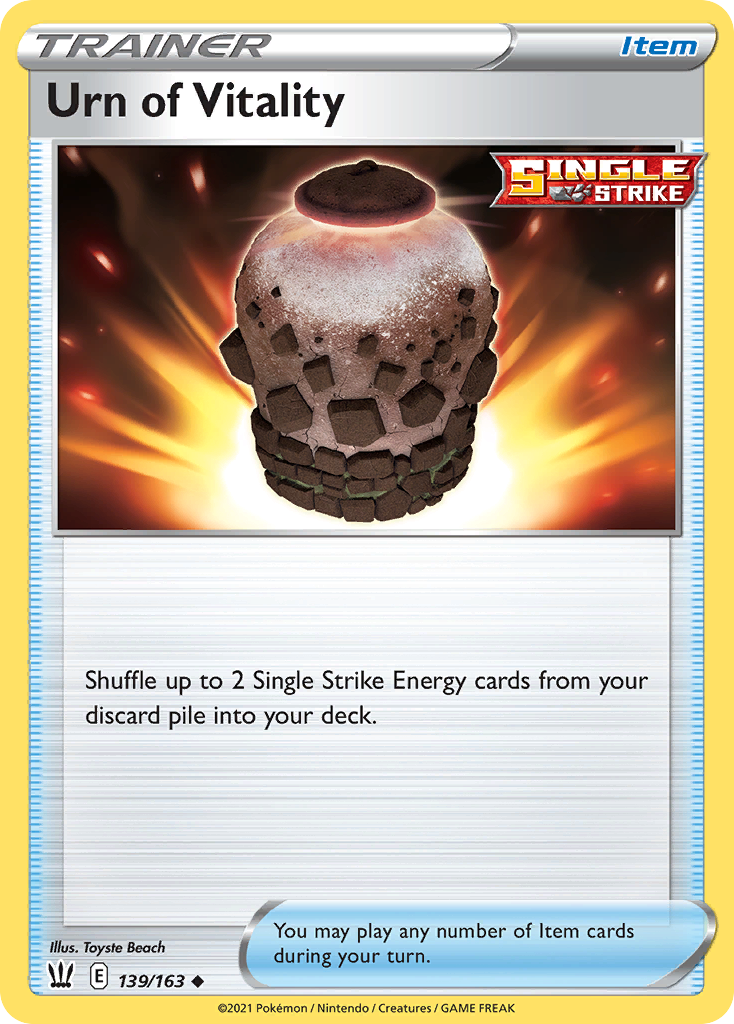 TRAINER
Item
Urn of Vitality
SINGLE
STRIKE
Shuffle up to 2 Single Strike Energy cards from your
discard pile into your deck.
Illus. Toyste Beach
You may play any number of Item cards
during your turn.
E 139/163
©2021 Pokémon / Nintendo / Creatures / GAME FREAK